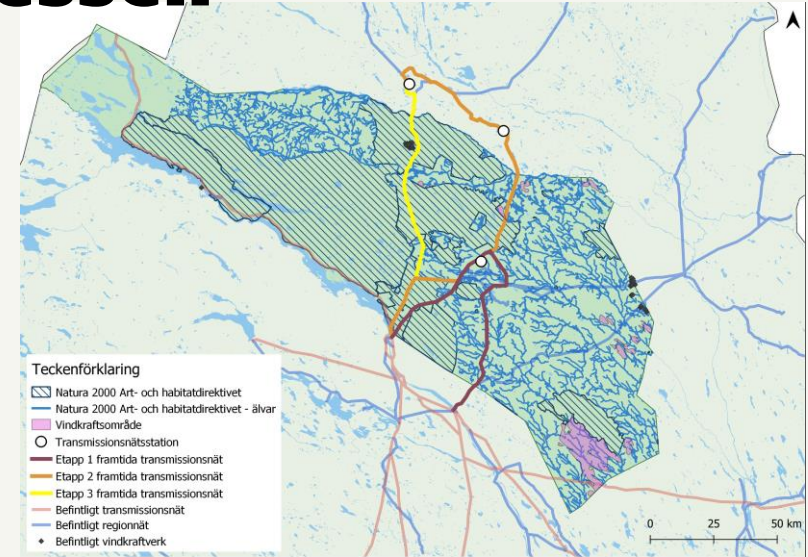 Teckenförklaring
Natura 2000 Art- och habitatdirektivet
Natura 2000 Art- och habitatdirektivet - älvar
Vindkraftsområde
Transmissionsnätsstation
Etapp 1 framtida transmissionsnät
Etapp 2 framtida transmissionsnät
Etapp 3 framtida transmissionsnät
Befintligt transmissionsnät
Befintligt regionnät
Befintligt vindkraftverk
0 25 50 km